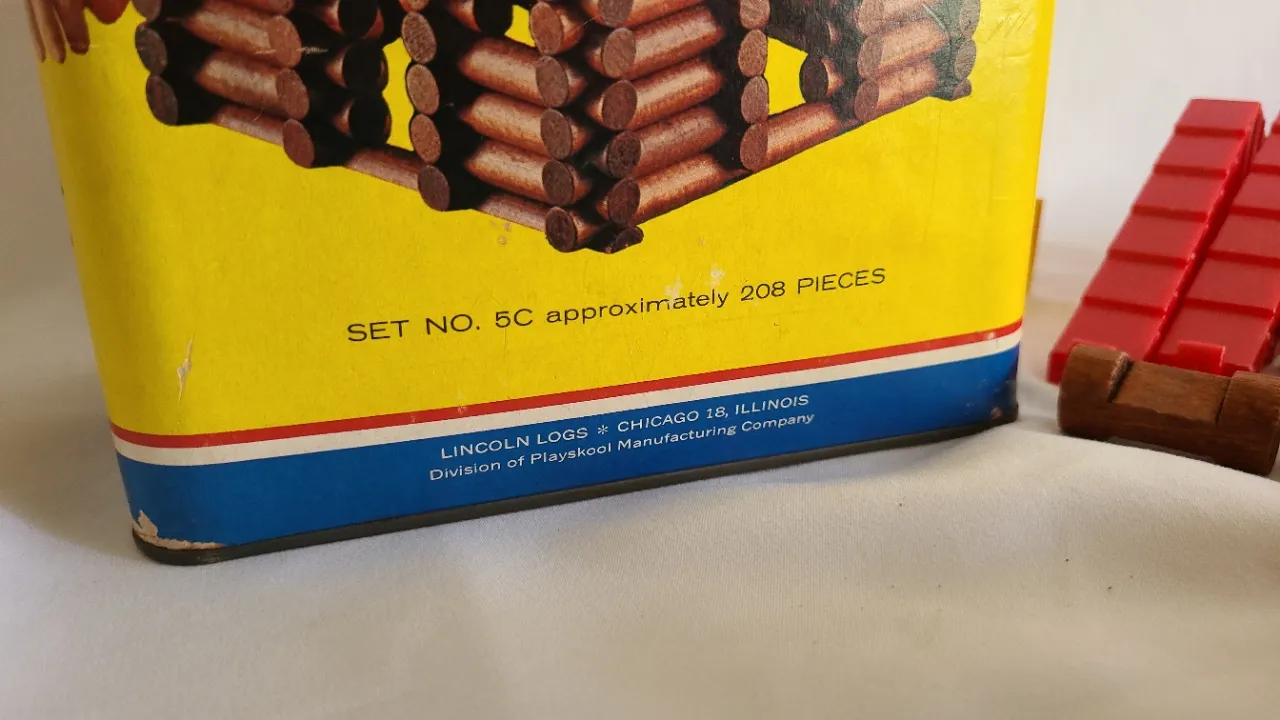 SET NO. 5C approximately 208 PIECES
LINCOLN LOGS * CHICAGO 18, ILLINOIS
Division of Playskool Manufacturing Company